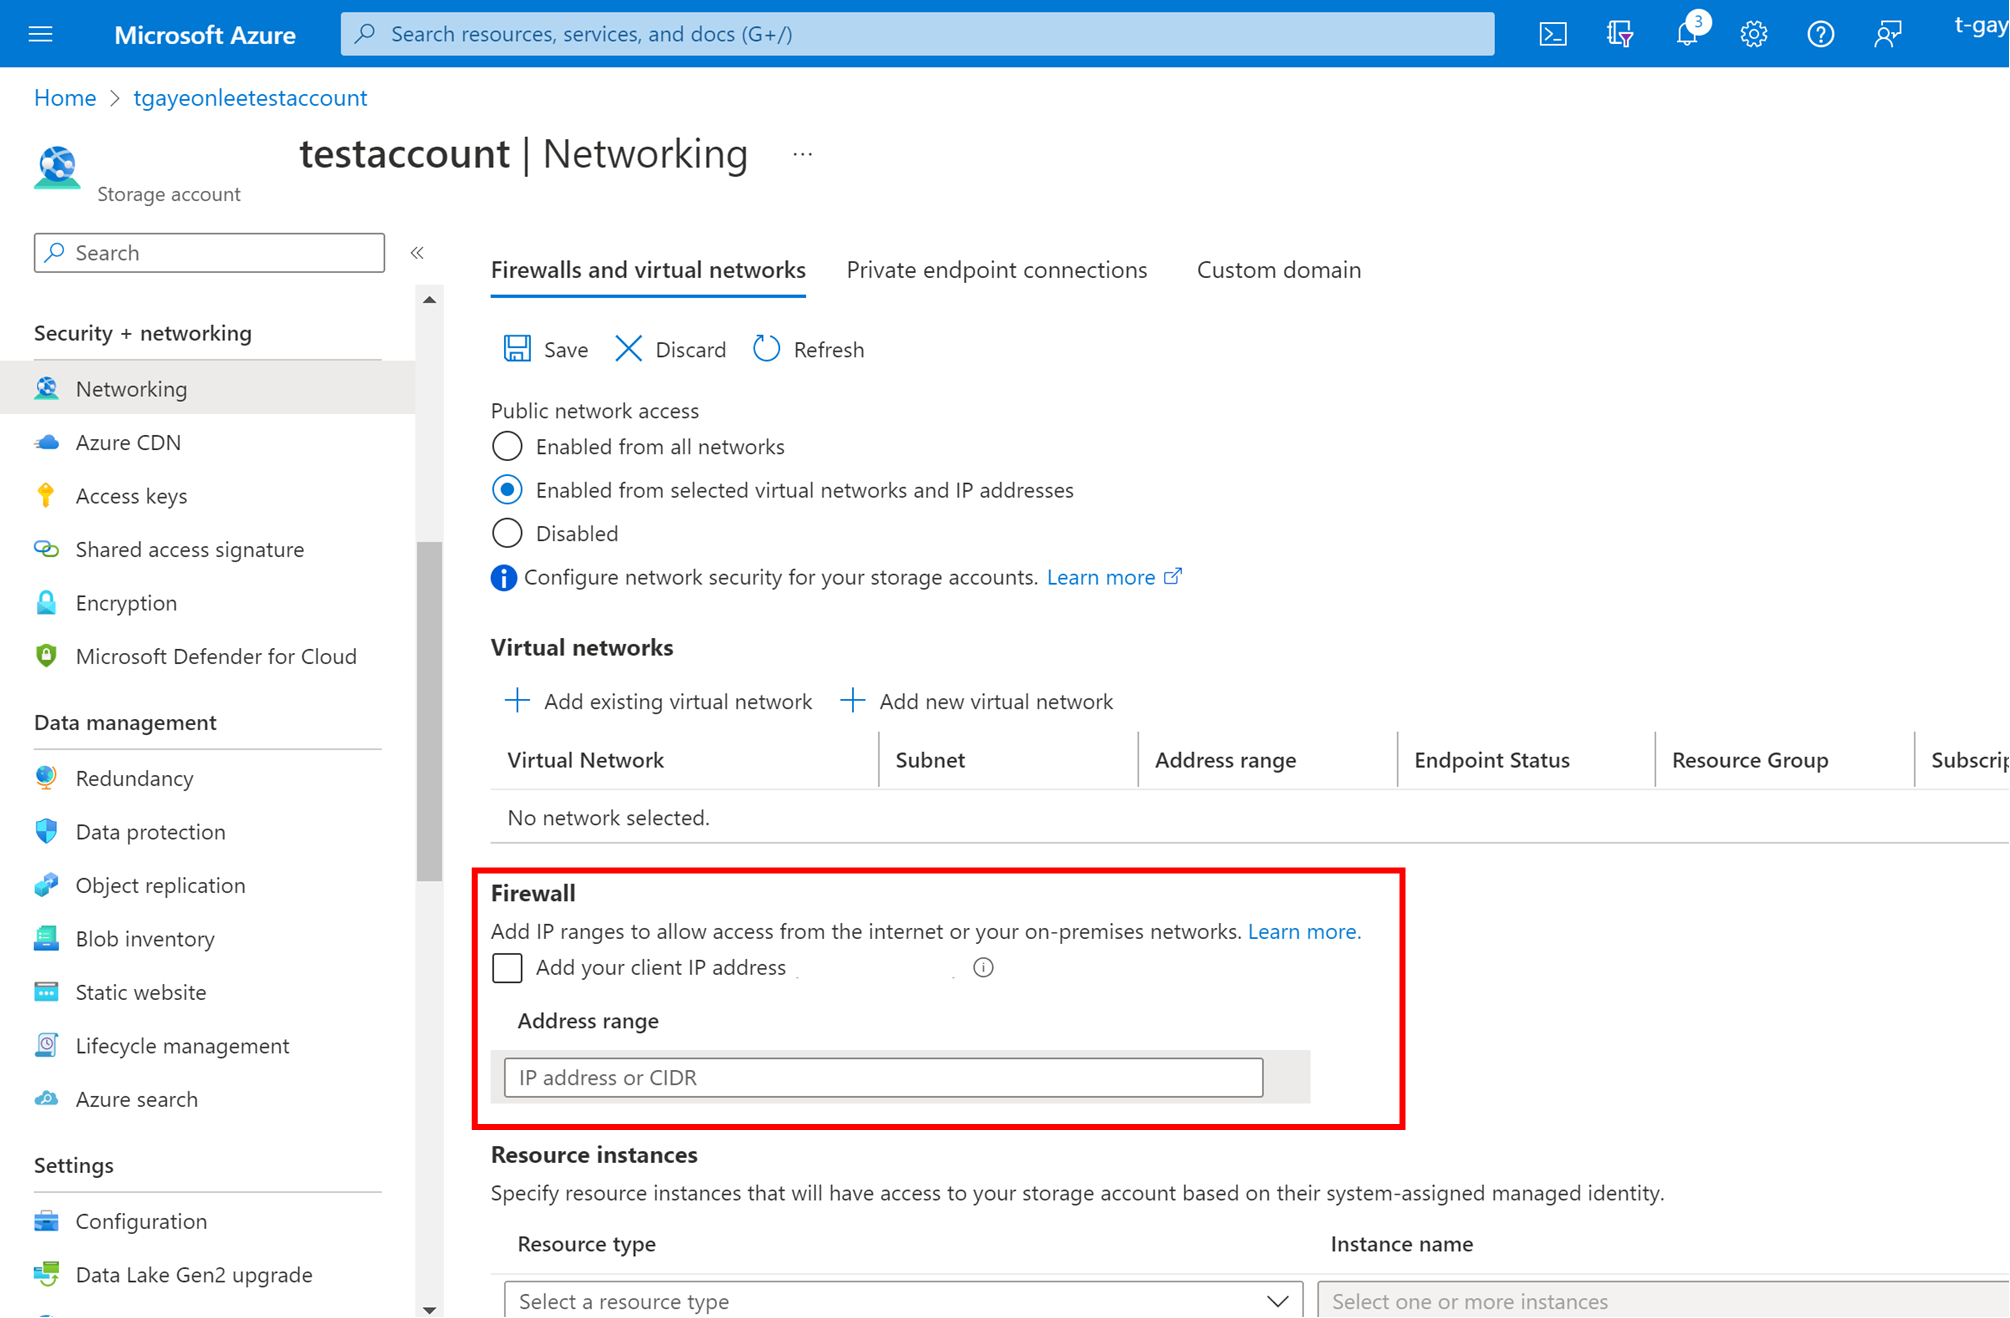 Microsoft Azure
Search resources, services, and docs (G+/)
3
t-gay
Home > tgayeonleetestaccount
testaccount | Networking ...
Storage account
Search
«
Security + networking
Networking
Azure CDN
Access keys
Shared access signature
Encryption
Microsoft Defender for Cloud
Data management
Redundancy
Data protection
Object replication
Blob inventory
Static website
Lifecycle management
Azure search
Settings
Configuration
Data Lake Gen2 upgrade
Firewalls and virtual networks Private endpoint connections Custom domain
Save Discard Refresh
Public network access
Enabled from all networks
Enabled from selected virtual networks and IP addresses
Disabled
Configure network security for your storage accounts. Learn more
Virtual networks
Add existing virtual network Add new virtual network
Virtual Network Subnet Address range Endpoint Status Resource Group Subscrip
No network selected.
Firewall
Add IP ranges to allow access from the internet or your on-premises networks. Learn more.
Add your client IP address
Address range
IP address or CIDR
Resource instances
Specify resource instances that will have access to your storage account based on their system-assigned managed identity.
Resource type Instance name
Select a resource type Select one or more instances